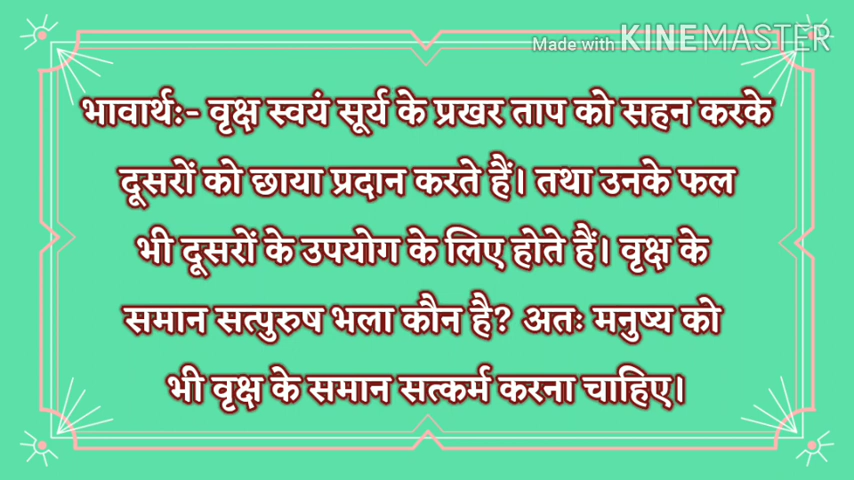 Made with KINEMASTER
भावार्थः- वृक्ष स्वयं सूर्य के प्रखर ताप को सहन करके
दूसरों को छाया प्रदान करते हैं। तथा उनके फल
भी दूसरों के उपयोग के लिए होते हैं। वृक्ष के
समान सत्पुरुष भला कौन है? अतः मनुष्य को
भी वृक्ष के समान सत्कर्म करना चाहिए।